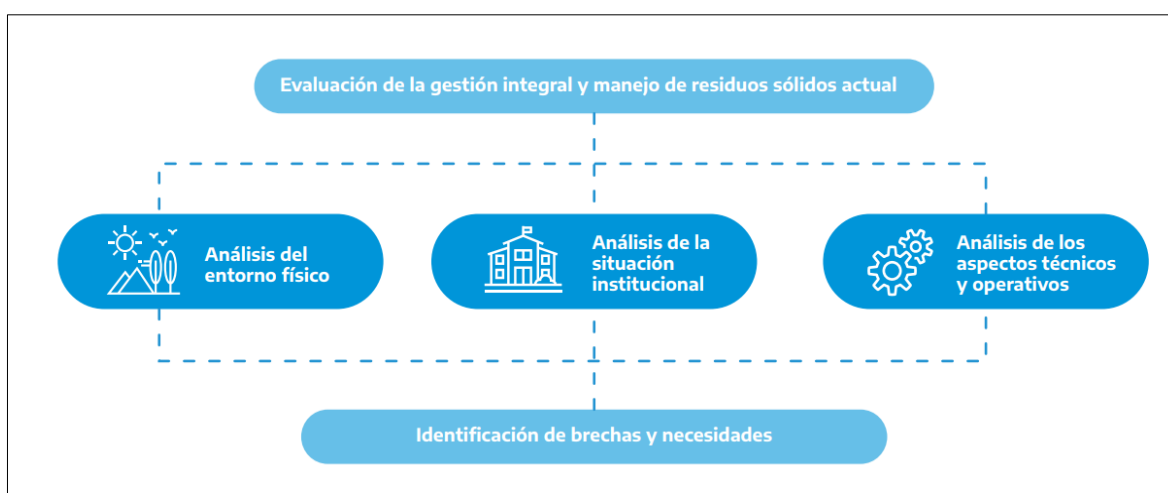 Evaluación de la gestión integral y manejo de residuos sólidos actual
Análisis del
entorno físico
Análisis de la
situación
institucional
Análisis de los
aspectos técnicos
y operativos
Identificación de brechas y necesidades